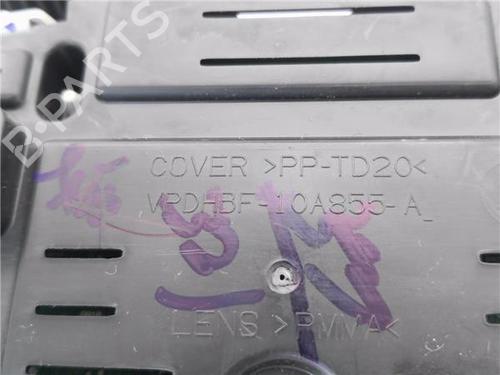 B-PARTS
COVER >PP-TD20<
VPDHBF-10A855-A
LENS >PMMA<